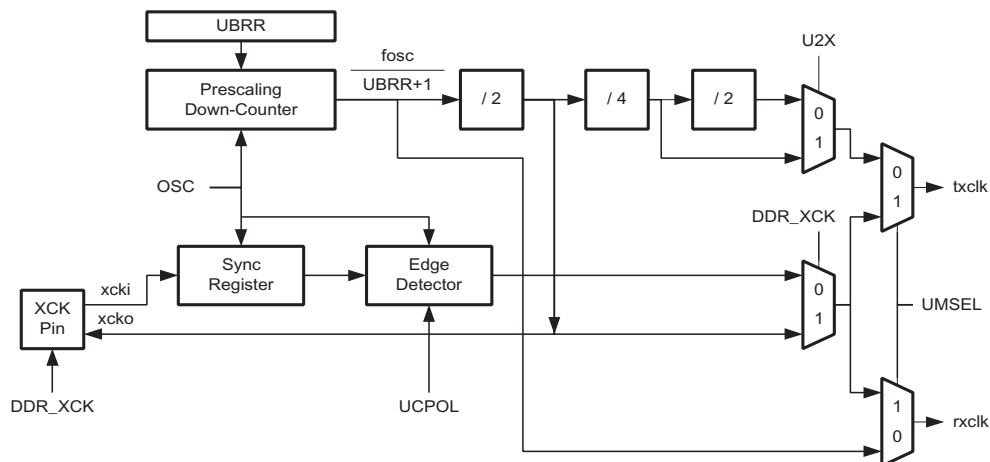 UBRR
fosc
U2X
Prescaling
Down-Counter
UBRR+1
/ 2
/ 4
/ 2
0
1
OSC
0
1
txclk
DDR_XCK
Sync
Register
Edge
Detector
xcki
0
1
UMSEL
XCK
Pin
xcko
DDR_XCK
UCPOL
1
0
rxclk